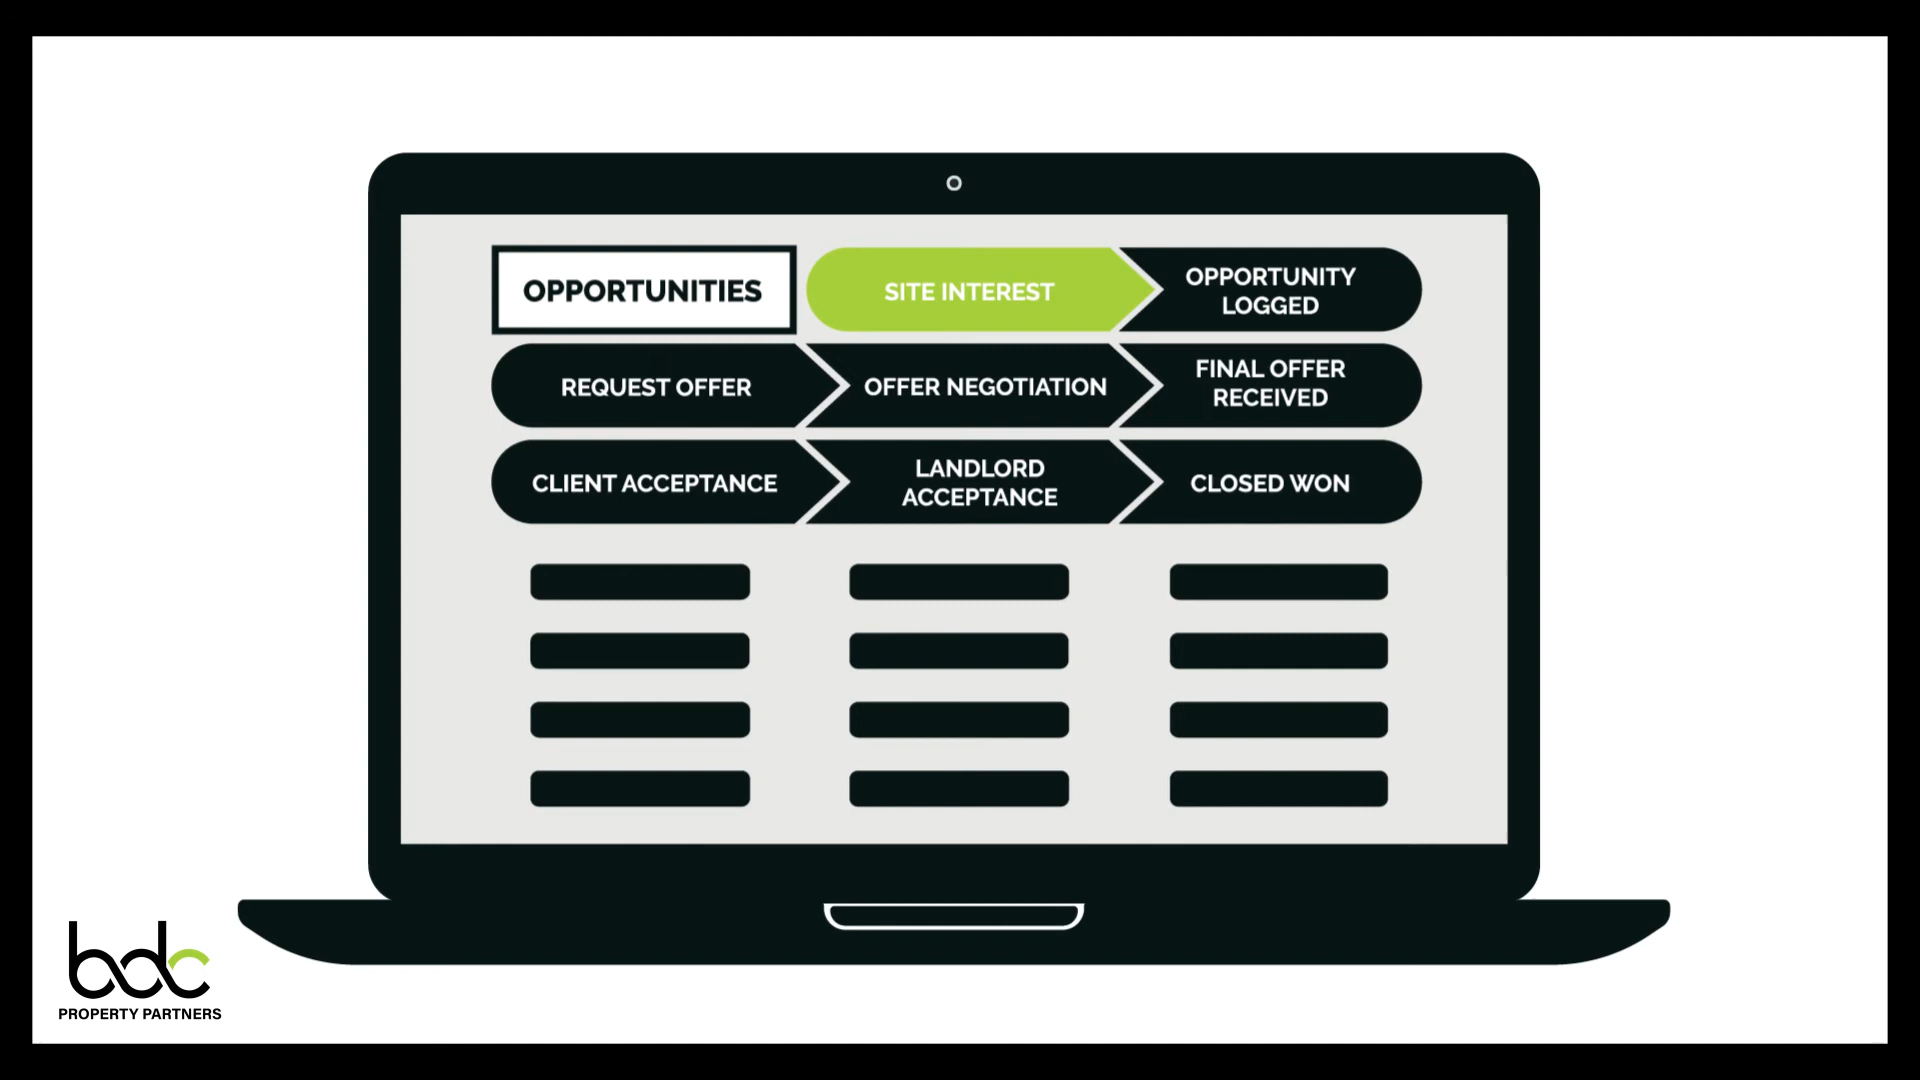 OPPORTUNITIES
SITE INTEREST
OPPORTUNITY
LOGGED
REQUEST OFFER
OFFER NEGOTIATION
FINAL OFFER
RECEIVED
CLIENT ACCEPTANCE
LANDLORD
ACCEPTANCE
CLOSED WON
bdc
PROPERTY PARTNERS